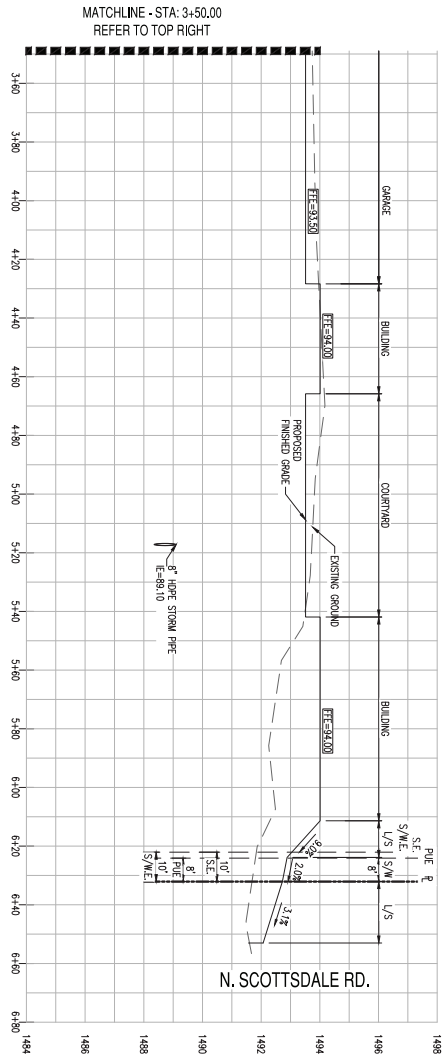 MATCHLINE - STA: 3+50.00
REFER TO TOP RIGHT
3+60
3+80
4+00
4+20
4+40
4+60
4+80
5+00
5+20
5+40
5+60
5+80
6+00
6+20
6+40
6+60
6+80
GARAGE
BUILDING
COURTYARD
BUILDING
L/S
S/W
8'
L/S
S/W.E.
S.E.
PUE
PL
FFE=93.50
FFE=94.00
PROPOSED
FINISHED GRADE
EXISTING GROUND
8" HDPE STORM PIPE
IE=89.10
FFE=94.00
9.0%
2.0%
3.1%
10'
S.E.
8'
PUE
10'
S/W.E.
N. SCOTTSDALE RD.
1484
1486
1488
1490
1492
1494
1496
1498